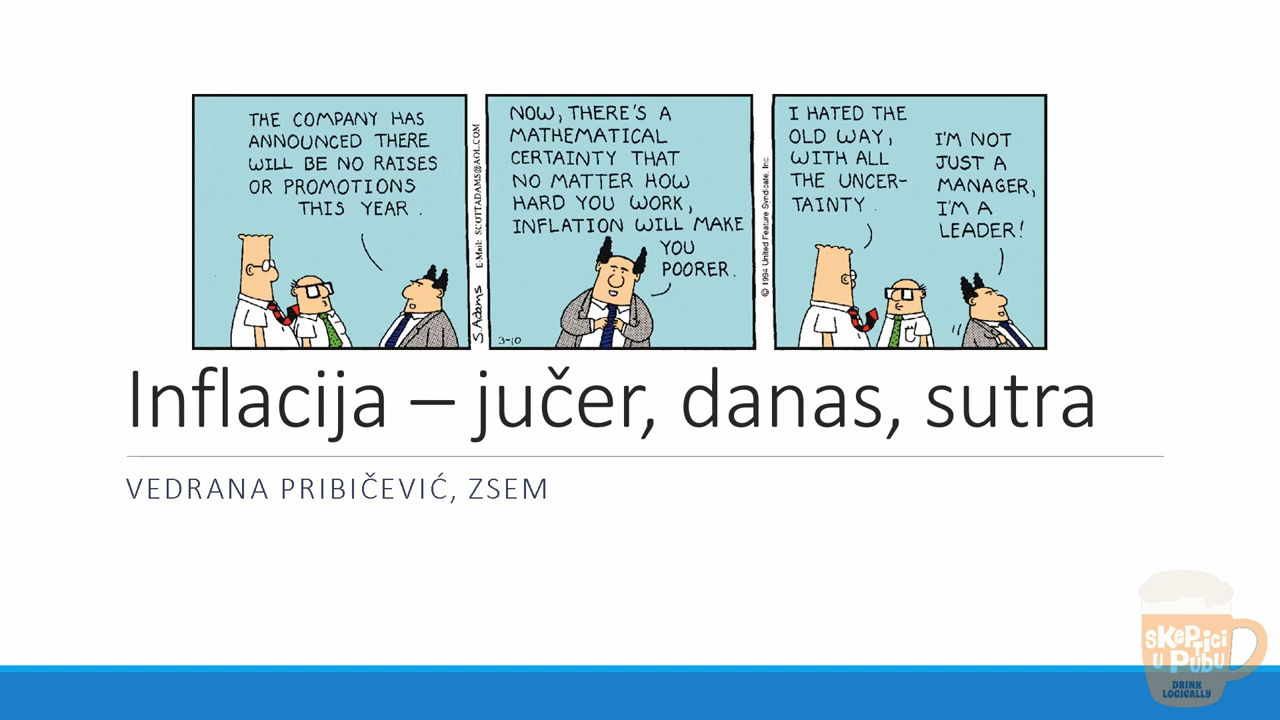 THE COMPANY HAS
ANNOUNCED THERE
WILL BE NO RAISES
OR PROMOTIONS
THIS YEAR.
S.Adams E-Mail: SCOTTADAMS@AOL.COM
NOW, THERE'S A
MATHEMATICAL
CERTAINTY THAT
NO MATTER HOW
HARD YOU WORK,
INFLATION WILL MAKE
YOU
POORER.
3-10
© 1994 United Feature Syndicate, Inc.
I HATED THE
OLD WAY,
WITH ALL
THE UNCER-
TAINTY.
I'M NOT
JUST A
MANAGER,
I'M A
LEADER!
Inflacija – jučer, danas, sutra
VEDRANA PRIBIČEVIĆ, ZSEM
SKEPTICI
U PUBU
DRINK
LOGICALLY